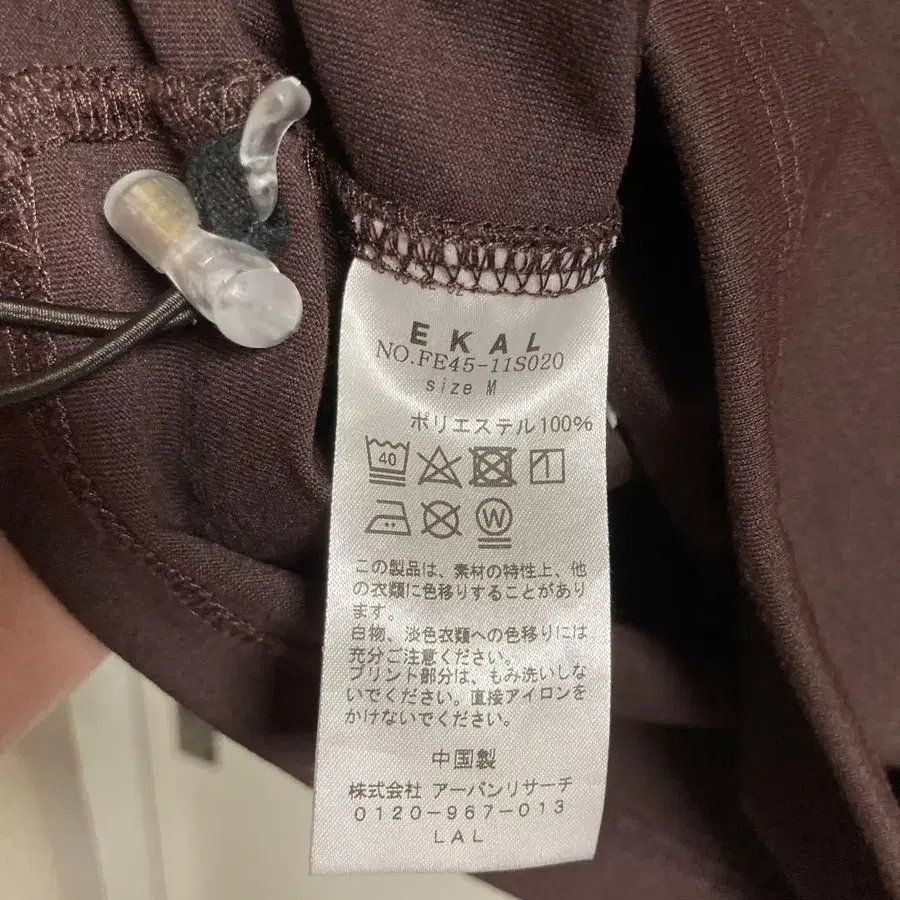 EKAL
NO.FE45-11S020
size M
ポリエステル100%
40
W
この製品は、素材の特性上、他
の衣類に色移りすることがあり
ます。
白物、淡色衣類への色移りには
充分ご注意ください。
プリント部分は、もみ洗いしな
いでください。直接アイロンを
かけないでください。
中国製
株式会社 アーバンリサーチ
0120-967-013
LAL